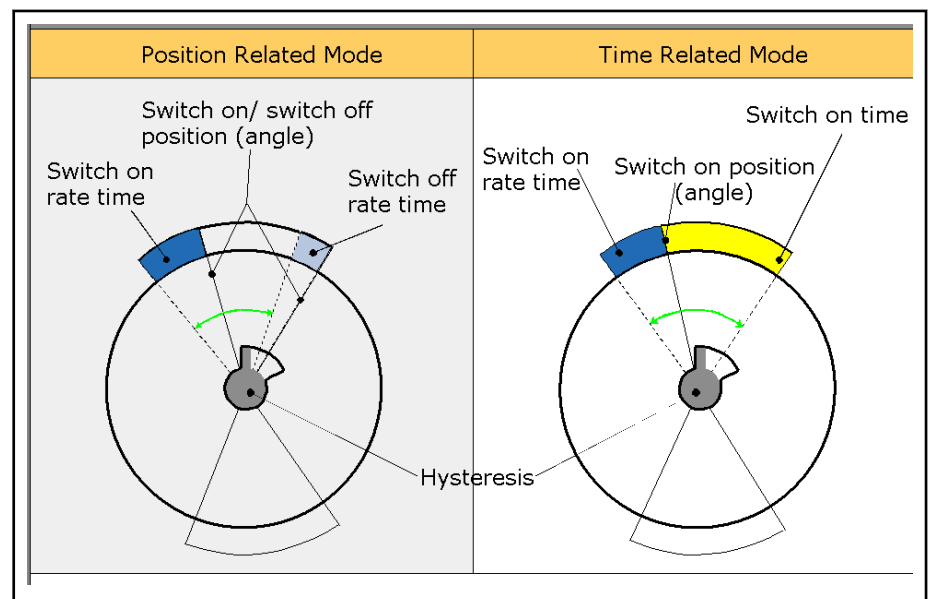 Position Related Mode
Time Related Mode
Switch on/ switch off
position (angle)
Switch on
rate time
Switch off
rate time
Switch on time
Switch on
rate time
Switch on position
(angle)
Hysteresis